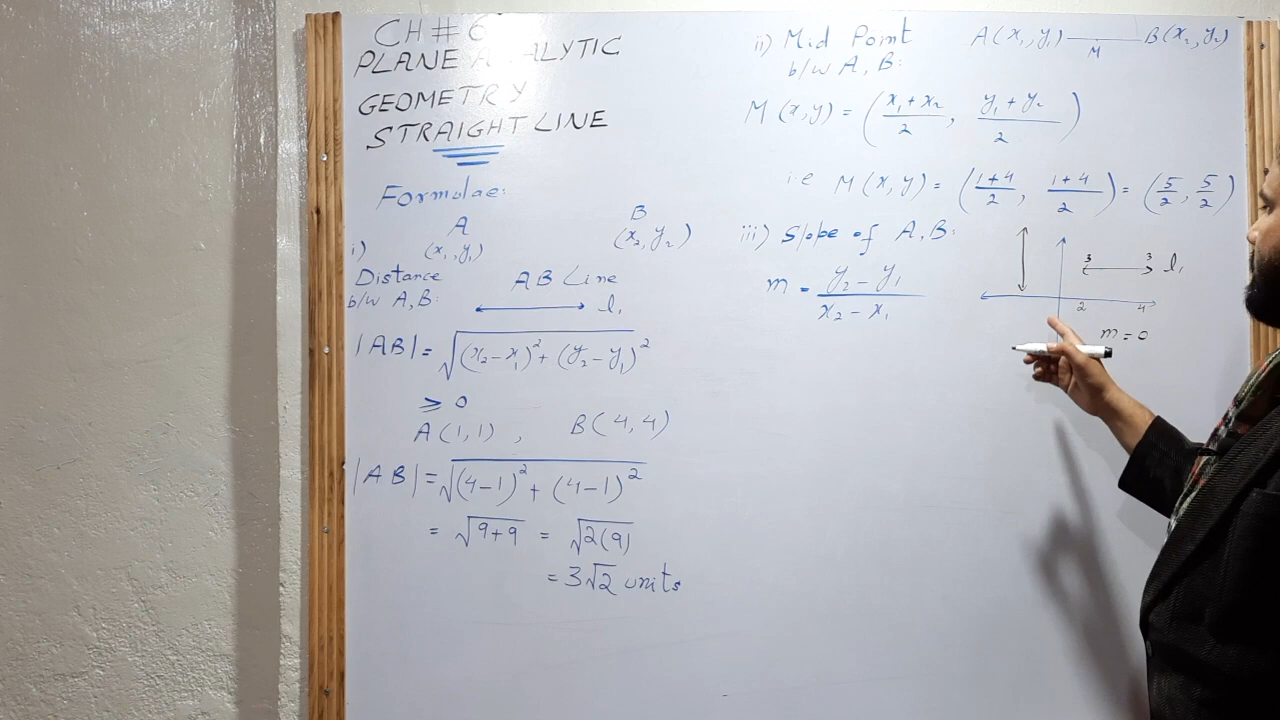 CH # 6
PLANE A ALYTIC
GEOMETRY
STRAIGHT LINE
Formulae:
A B
i) (x₁, y₁) (x₂, y₂)
Distance
b/w A, B:
AB Line
l₁
|AB| = √((x₂ - x₁)² + (y₂ - y₁)²)
≥ 0
A (1, 1) , B (4, 4)
|AB| = √((4-1)² + (4-1)²)
= √(9+9) = √(2(9))
= 3√2 units
ii) Mid Point
b/w A, B:
A(x₁, y₁) B(x₂, y₂)
M
M (x, y) = ((x₁ + x₂)/2, (y₁ + y₂)/2)
i.e M (x, y) = ((1+4)/2, (1+4)/2) = (5/2, 5/2)
iii) Slope of A, B:
m = (y₂ - y₁)/(x₂ - x₁)
3 3 l₁
2 4
m = 0